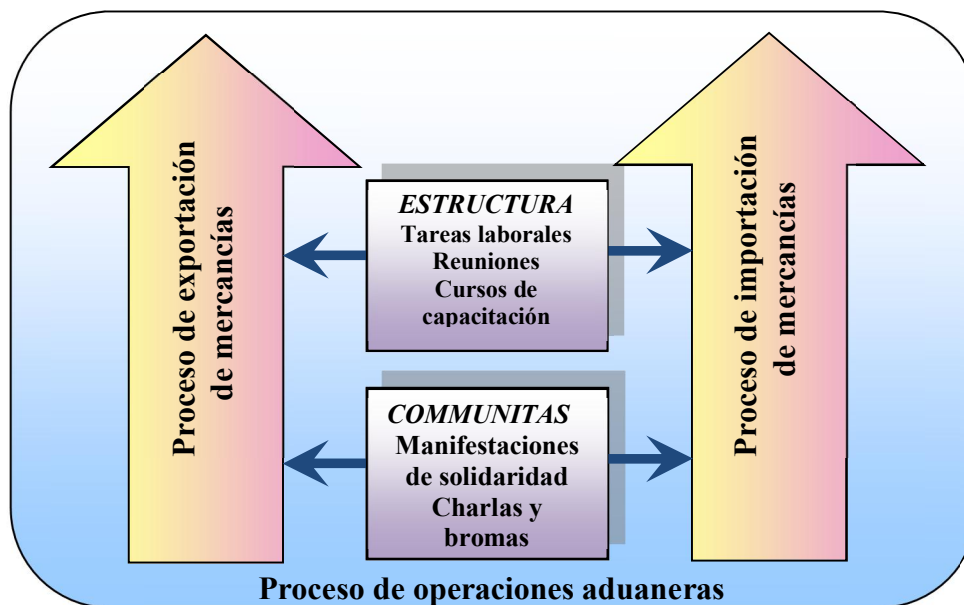 Proceso de exportación
de mercancías
ESTRUCTURA
Tareas laborales
Reuniones
Cursos de
capacitación
COMMUNITAS
Manifestaciones
de solidaridad
Charlas y
bromas
Proceso de importación
de mercancías
Proceso de operaciones aduaneras